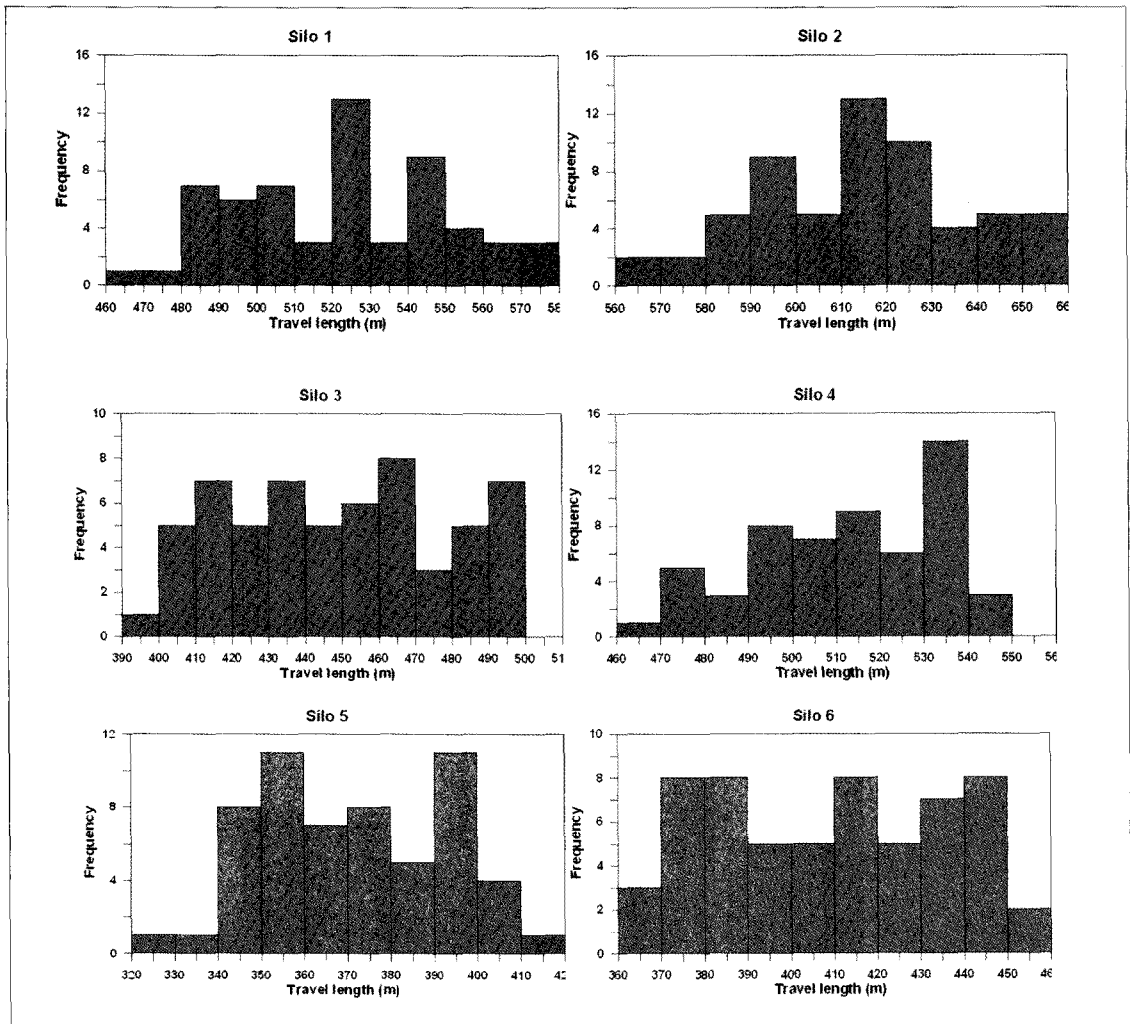 Silo 1
16
12
8
4
0
Frequency
460 470 480 490 500 510 520 530 540 550 560 570 58
Travel length (m)
Silo 2
16
12
8
4
0
Frequency
560 570 580 590 600 610 620 630 640 650 66
Travel length (m)
Silo 3
10
8
6
4
2
0
Frequency
390 400 410 420 430 440 450 460 470 480 490 500 51
Travel length (m)
Silo 4
16
12
8
4
0
Frequency
460 470 480 490 500 510 520 530 540 550 56
Travel length (m)
Silo 5
12
8
4
0
Frequency
320 330 340 350 360 370 380 390 400 410 42
Travel length (m)
Silo 6
10
8
6
4
2
0
Frequency
360 370 380 390 400 410 420 430 440 450 46
Travel length (m)